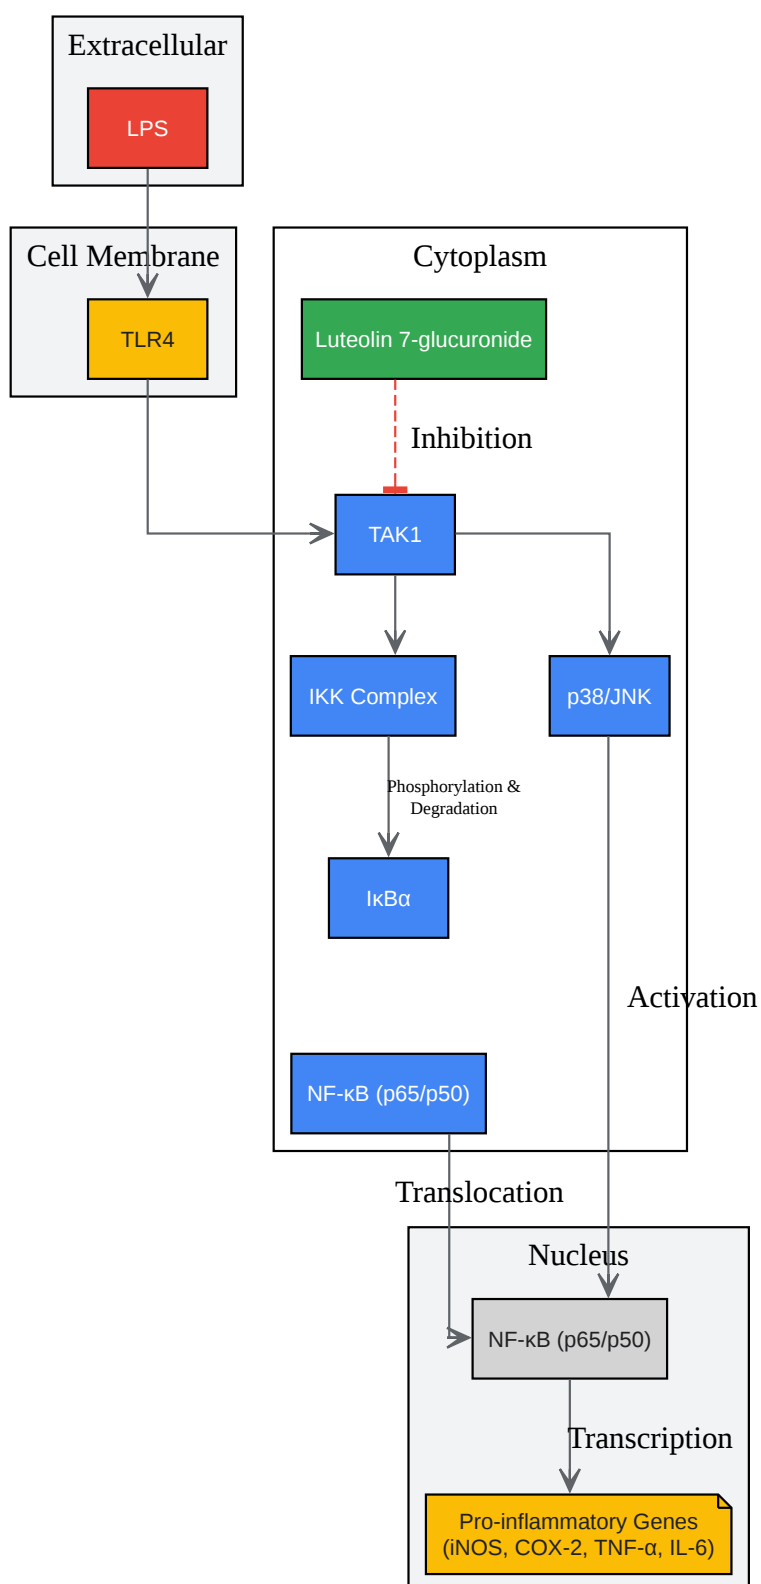 Extracellular
LPS
Cell Membrane
TLR4
Cytoplasm
Luteolin 7-glucuronide
Inhibition
TAK1
IKK Complex
p38/JNK
Phosphorylation &
Degradation
IκBα
Activation
NF-κB (p65/p50)
Translocation
Nucleus
NF-κB (p65/p50)
Transcription
Pro-inflammatory Genes
(iNOS, COX-2, TNF-α, IL-6)